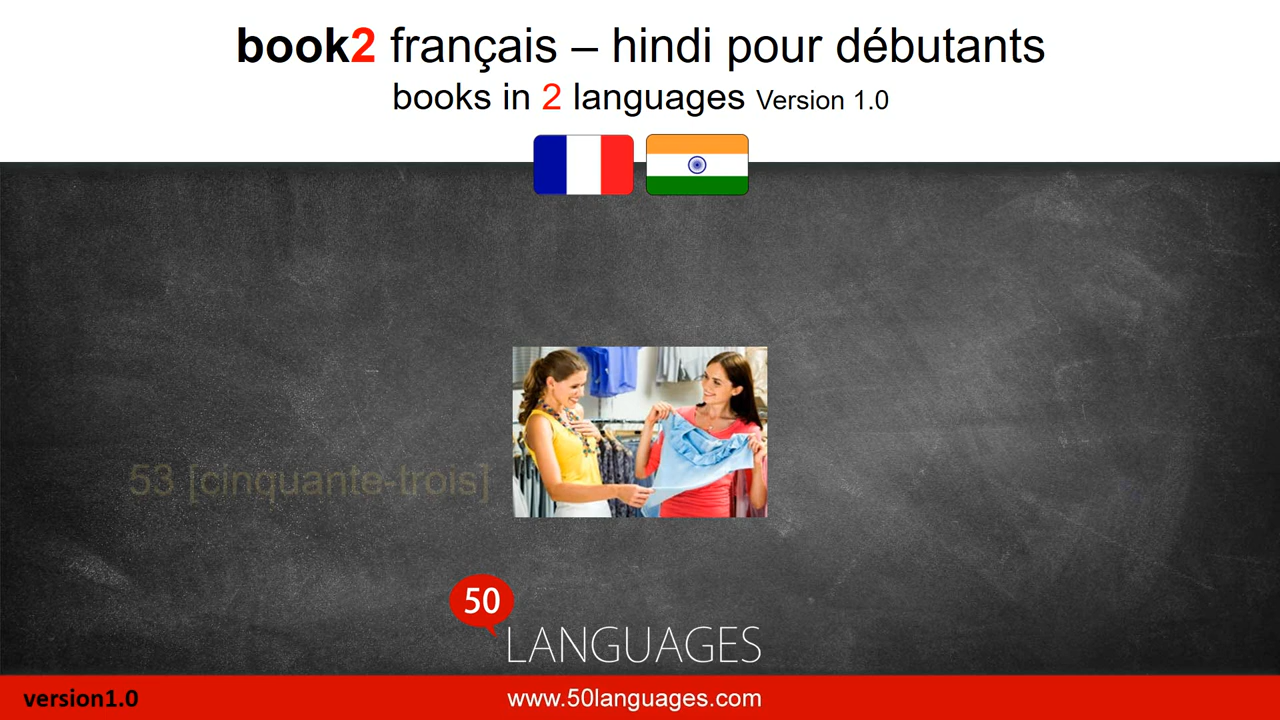 book2 français – hindi pour débutants
books in 2 languages Version 1.0
53 [cinquante-trois]
50
LANGUAGES
version1.0
www.50languages.com